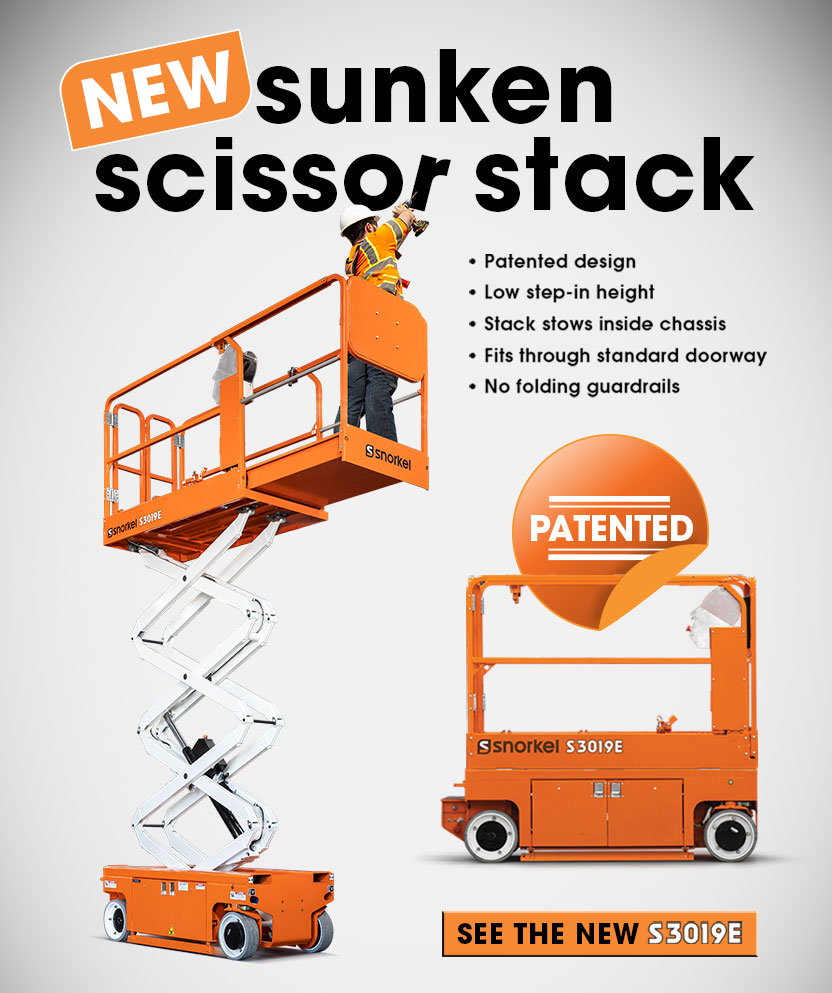 NEW sunken
scissor stack
• Patented design
• Low step-in height
• Stack stows inside chassis
• Fits through standard doorway
• No folding guardrails
snorkel
snorkel S3019E
PATENTED
snorkel S3019E
SEE THE NEW S3019E